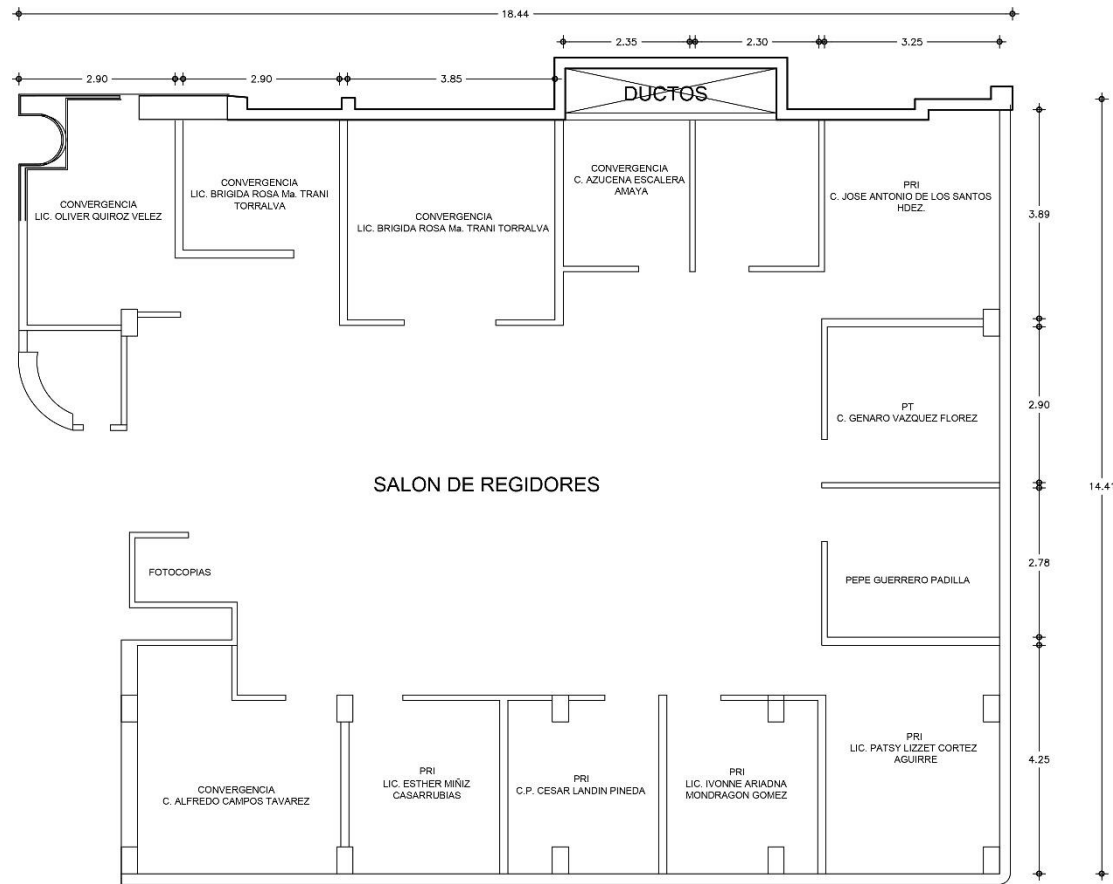 18.44
2.35
2.30
3.25
2.90
2.90
3.85
DUCTOS
CONVERGENCIA
LIC. OLIVER QUIROZ VELEZ
CONVERGENCIA
LIC. BRIGIDA ROSA Ma. TRANI
TORRALVA
CONVERGENCIA
LIC. BRIGIDA ROSA Ma. TRANI TORRALVA
CONVERGENCIA
C. AZUCENA ESCALERA
AMAYA
PRI
C. JOSE ANTONIO DE LOS SANTOS
HDEZ.
3.89
PT
C. GENARO VAZQUEZ FLOREZ
2.90
SALON DE REGIDORES
14.41
FOTOCOPIAS
PEPE GUERRERO PADILLA
2.78
CONVERGENCIA
C. ALFREDO CAMPOS TAVAREZ
PRI
LIC. ESTHER MIÑIZ
CASARRUBIAS
PRI
C.P. CESAR LANDIN PINEDA
PRI
LIC. IVONNE ARIADNA
MONDRAGON GOMEZ
PRI
LIC. PATSY LIZZET CORTEZ
AGUIRRE
4.25